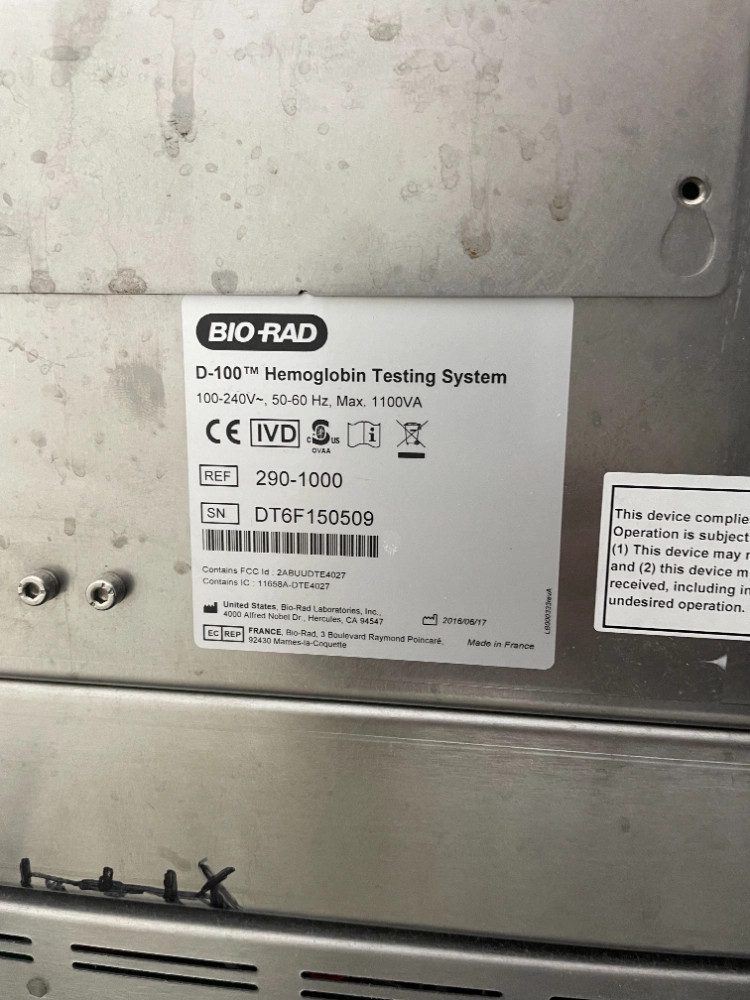 BIO-RAD
D-100™ Hemoglobin Testing System
100-240V~, 50-60 Hz, Max. 1100VA
CE IVD c us
OVAA
REF 290-1000
SN DT6F150509
Contains FCC Id : 2ABUUDTE4027
Contains IC : 11658A-DTE4027
United States, Bio-Rad Laboratories, Inc.,
4000 Alfred Nobel Dr., Hercules, CA 94547
2016/06/17
EC REP FRANCE, Bio-Rad, 3 Boulevard Raymond Poincaré,
92430 Marnes-la-Coquette
Made in France
LB000333revA
This device complie
Operation is subject
(1) This device may
and (2) this device m
received, including in
undesired operation.